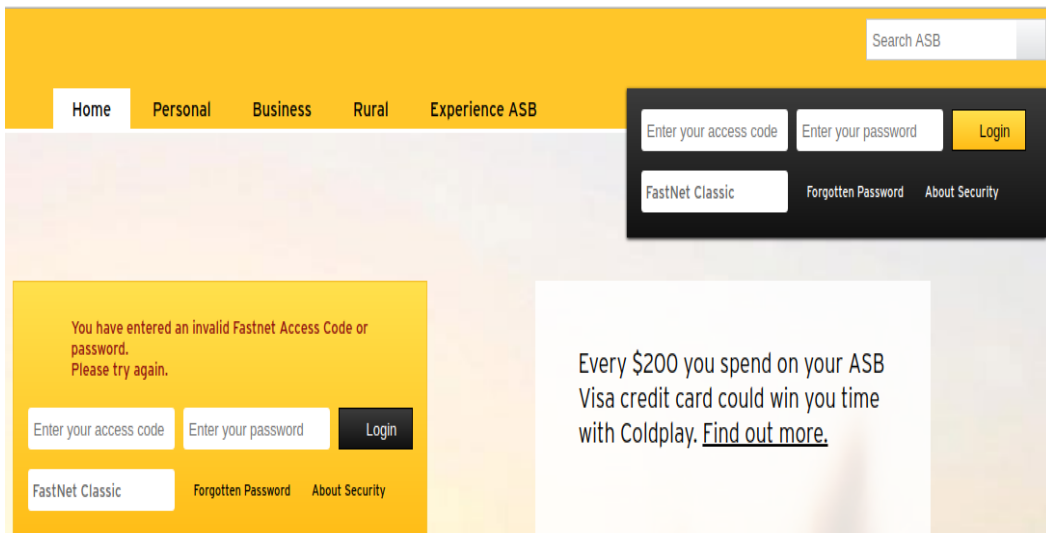 Search ASB
Home Personal Business Rural Experience ASB
Enter your access code Enter your password Login
FastNet Classic Forgotten Password About Security
You have entered an invalid Fastnet Access Code or
password.
Please try again.
Enter your access code Enter your password Login
FastNet Classic Forgotten Password About Security
Every $200 you spend on your ASB
Visa credit card could win you time
with Coldplay. Find out more.